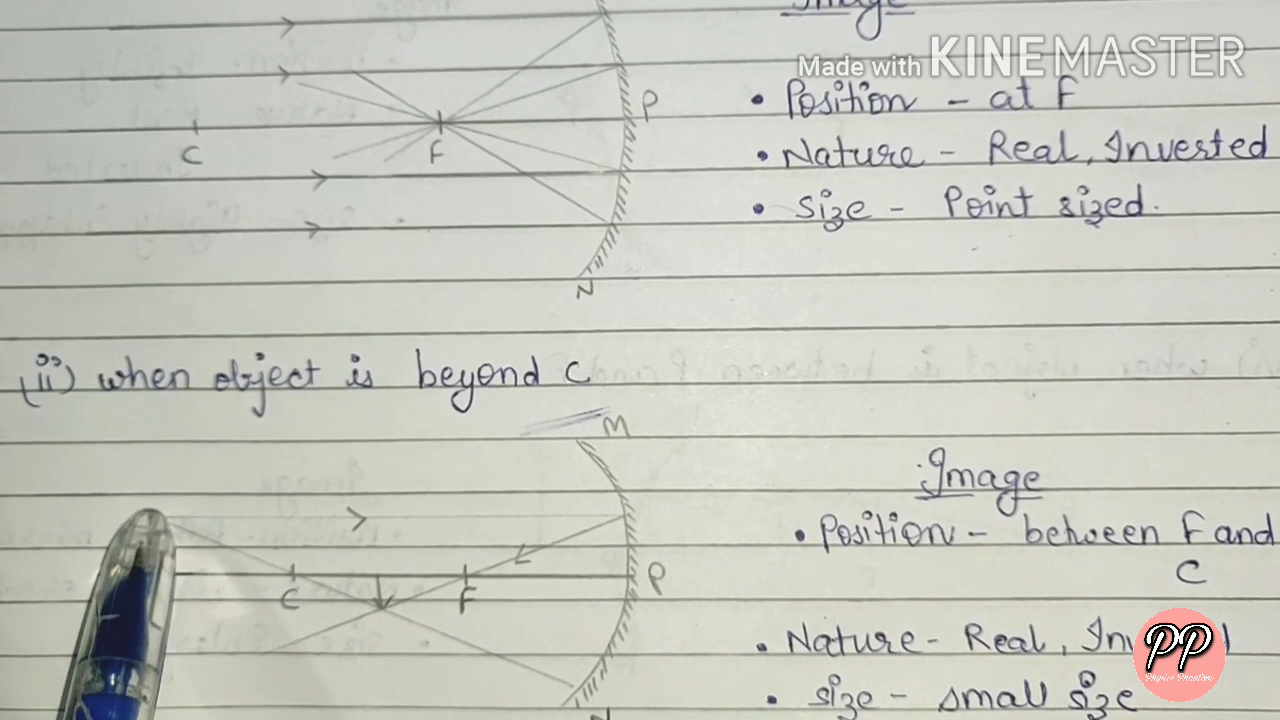 Image
Made with KINEMASTER
P
• Position - at F
C
F
• Nature - Real, Inverted
• Size - Point sized.
N
(ii) when object is beyond C
M
Image
• Position - between F and
C
C
F
P
• Nature - Real,
PP
• size - small size